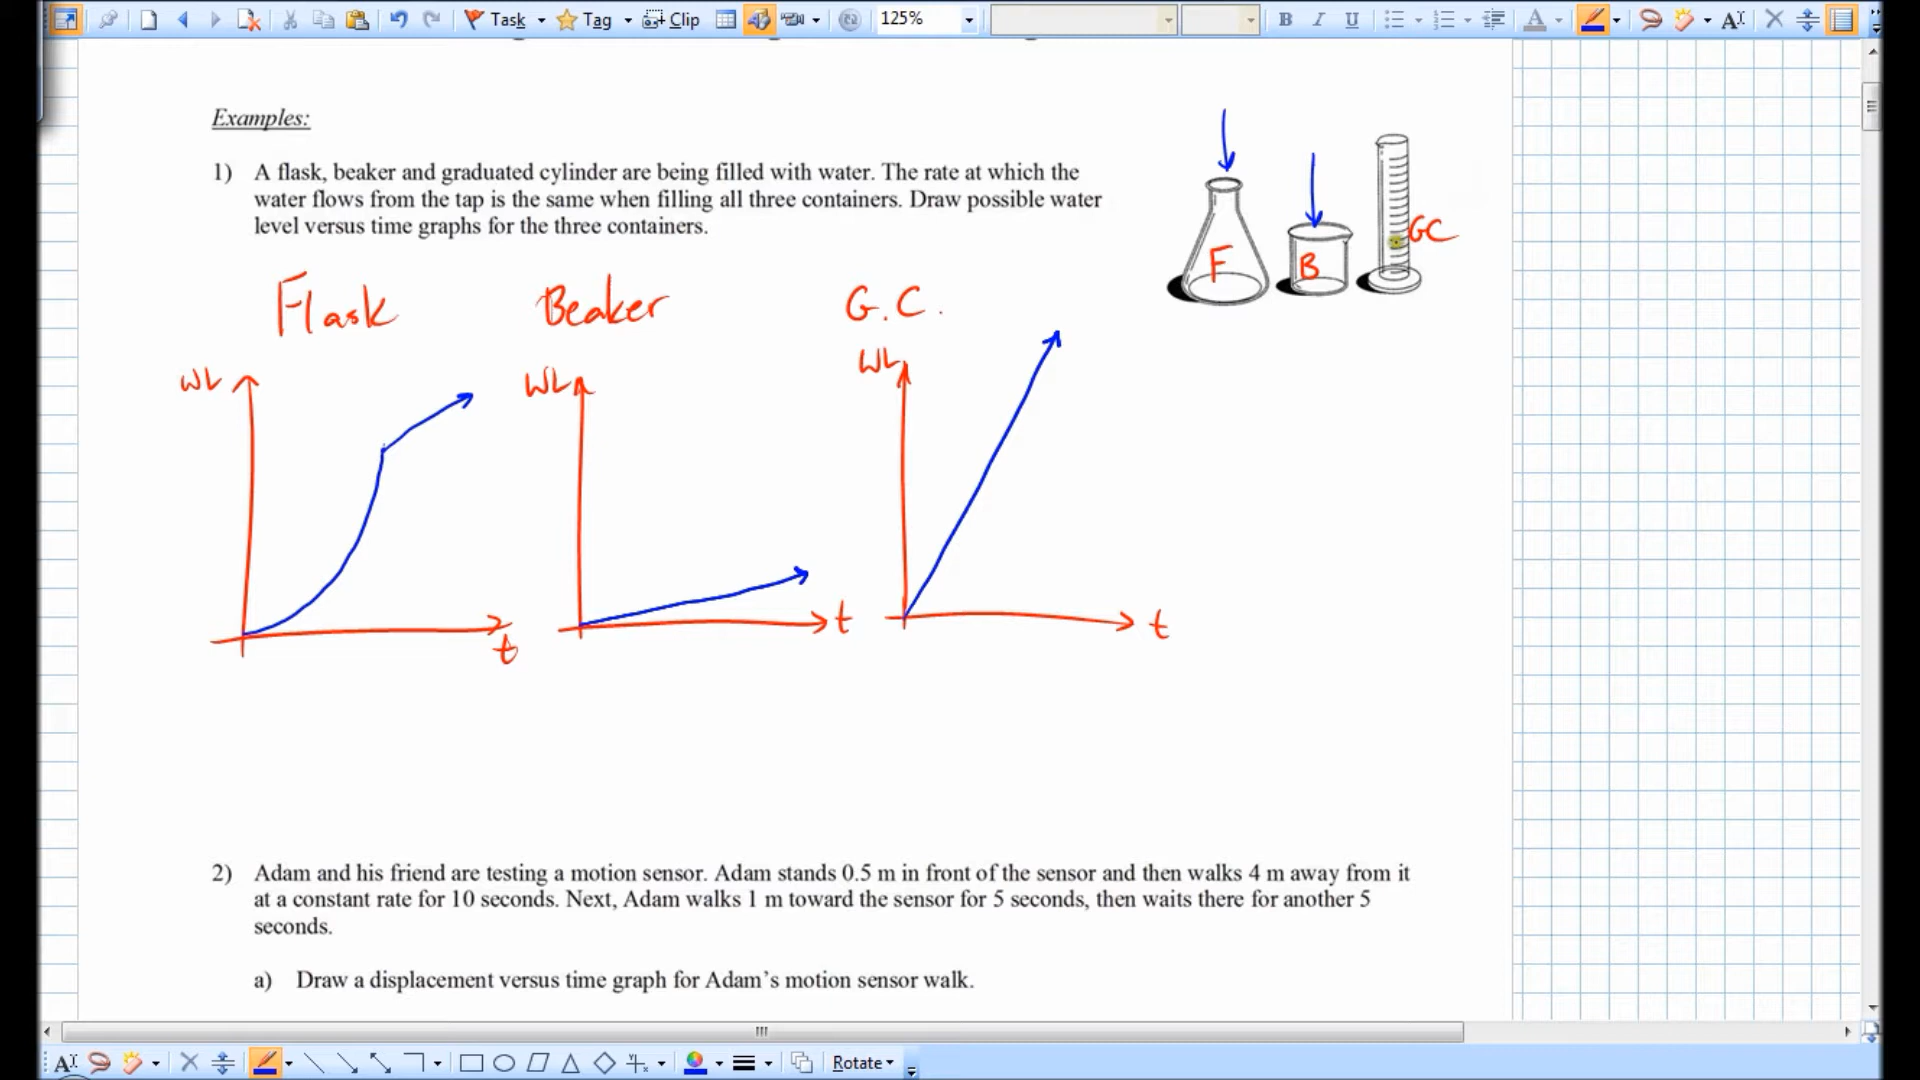 Task
Tag
Clip
125%
B I U
A
Examples:
1) A flask, beaker and graduated cylinder are being filled with water. The rate at which the
water flows from the tap is the same when filling all three containers. Draw possible water
level versus time graphs for the three containers.
F
B
GC
Flask
Beaker
G.C.
WL
t
WL
t
WL
t
2) Adam and his friend are testing a motion sensor. Adam stands 0.5 m in front of the sensor and then walks 4 m away from it
at a constant rate for 10 seconds. Next, Adam walks 1 m toward the sensor for 5 seconds, then waits there for another 5
seconds.
a) Draw a displacement versus time graph for Adam’s motion sensor walk.
Rotate